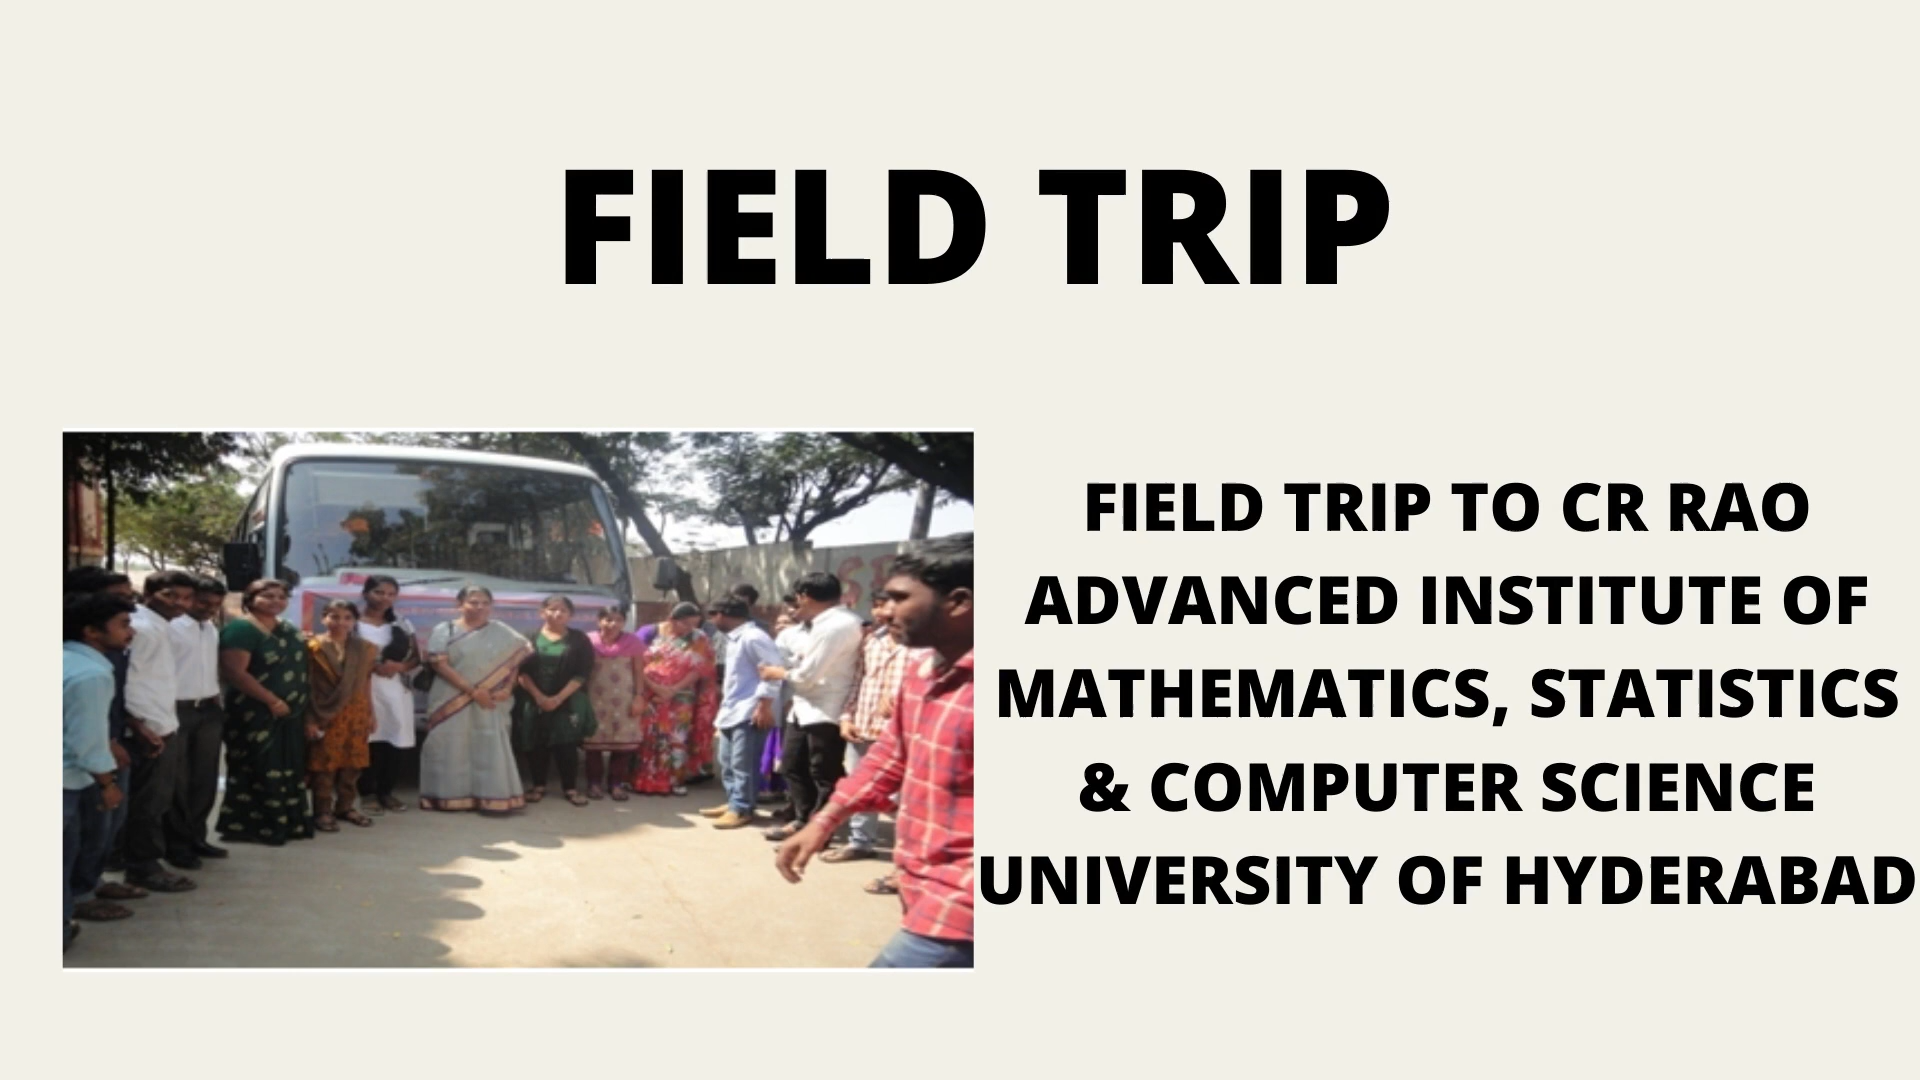 FIELD TRIP
FIELD TRIP TO CR RAO
ADVANCED INSTITUTE OF
MATHEMATICS, STATISTICS
& COMPUTER SCIENCE
UNIVERSITY OF HYDERABAD